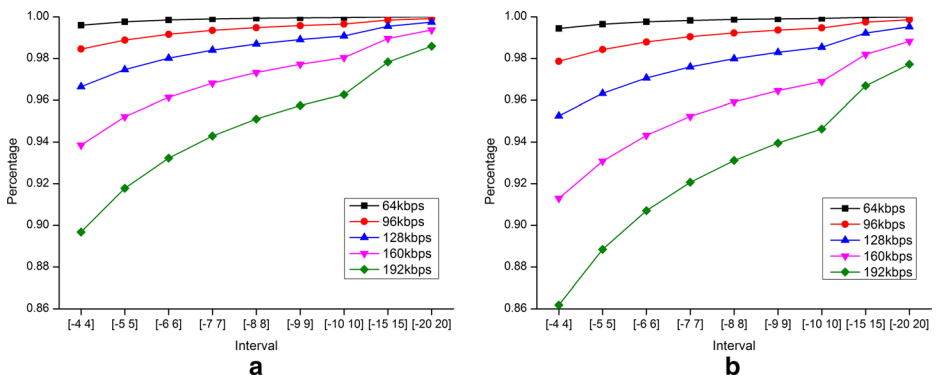 1.00
0.98
0.96
0.94
0.92
0.90
0.88
0.86
Percentage
[-4 4] [-5 5] [-6 6] [-7 7] [-8 8] [-9 9] [-10 10] [-15 15] [-20 20]
Interval
64kbps
96kbps
128kbps
160kbps
192kbps
a
1.00
0.98
0.96
0.94
0.92
0.90
0.88
0.86
Percentage
[-4 4] [-5 5] [-6 6] [-7 7] [-8 8] [-9 9] [-10 10] [-15 15] [-20 20]
Interval
64kbps
96kbps
128kbps
160kbps
192kbps
b